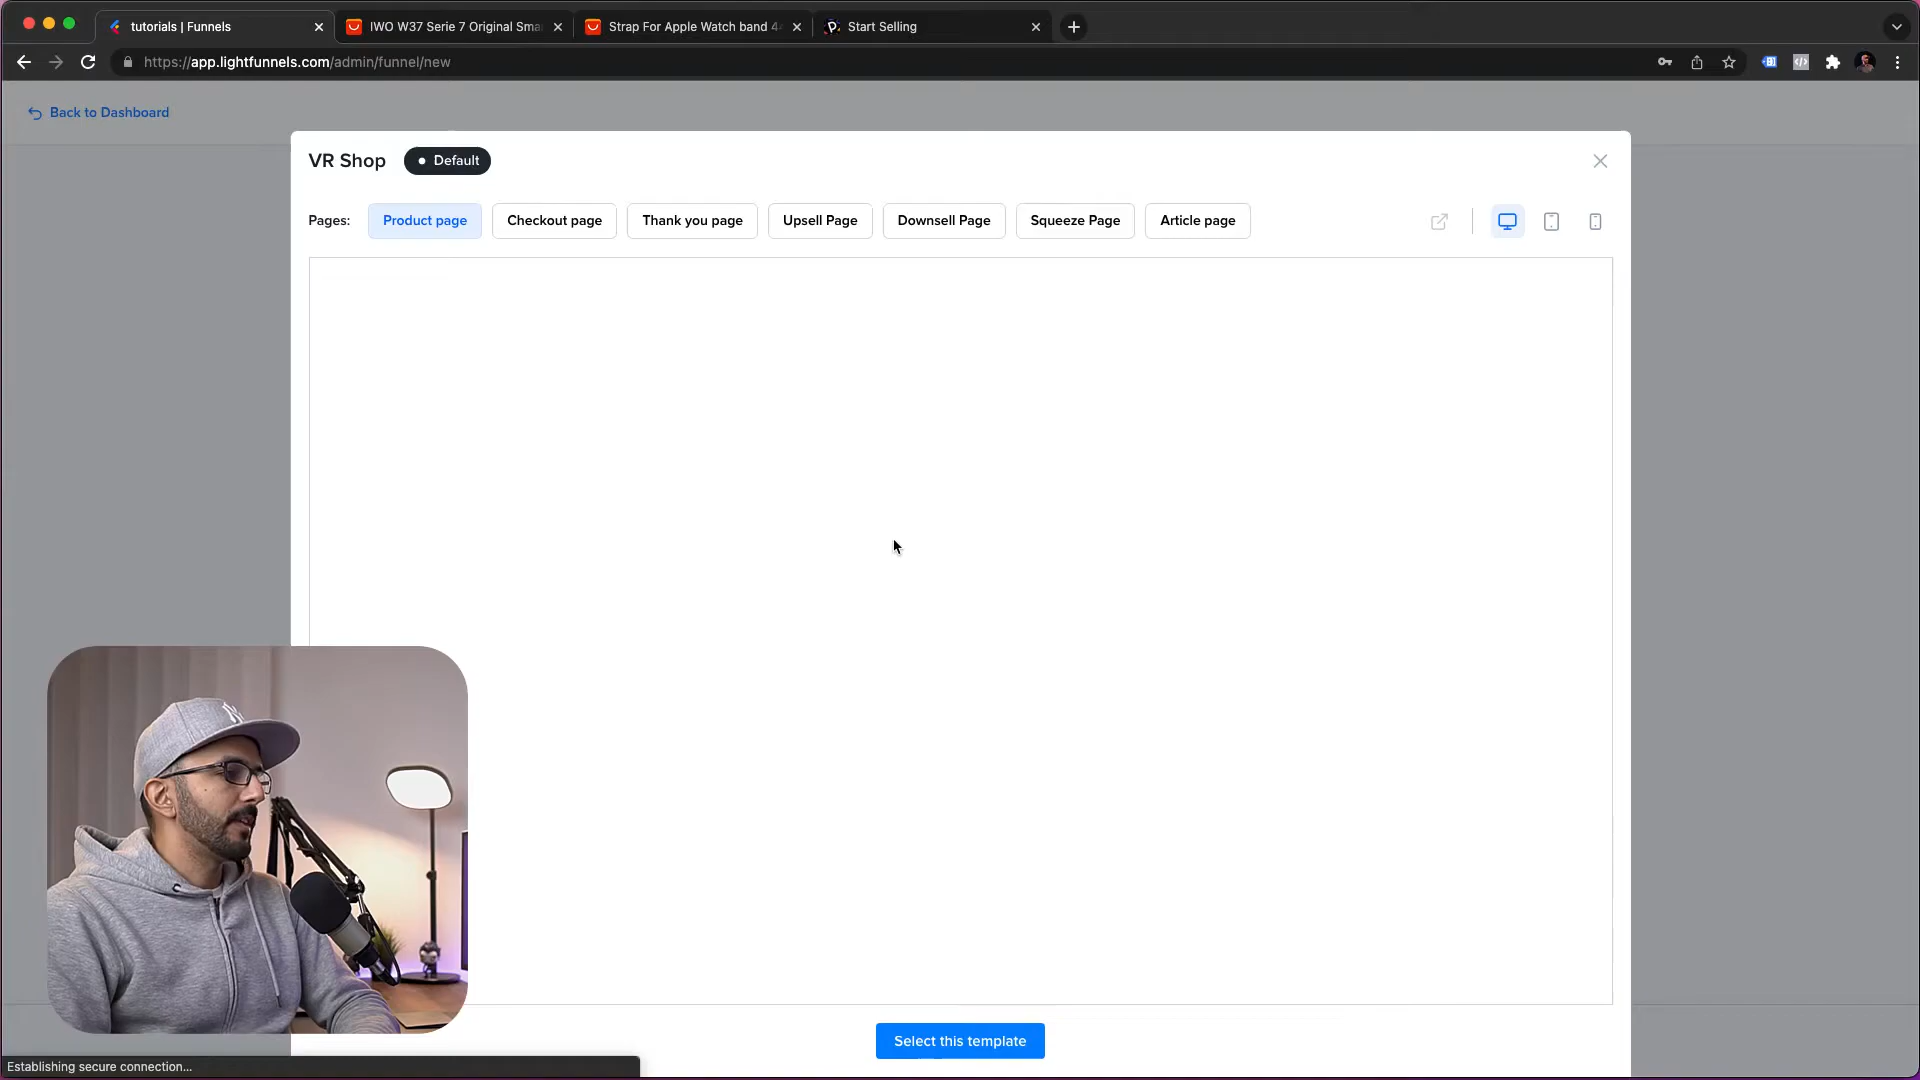 tutorials | Funnels
IWO W37 Serie 7 Original Sma
Strap For Apple Watch band 4
Start Selling
https://app.lightfunnels.com/admin/funnel/new
Back to Dashboard
VR Shop
Default
Pages:
Product page
Checkout page
Thank you page
Upsell Page
Downsell Page
Squeeze Page
Article page
Select this template
Establishing secure connection...